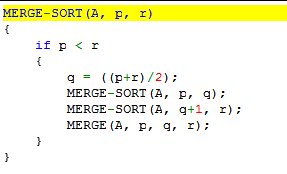 MERGE-SORT(A, p, r)
{
if p < r
{
q = ((p+r)/2);
MERGE-SORT(A, p, q);
MERGE-SORT(A, q+1, r);
MERGE(A, p, q, r);
}
}